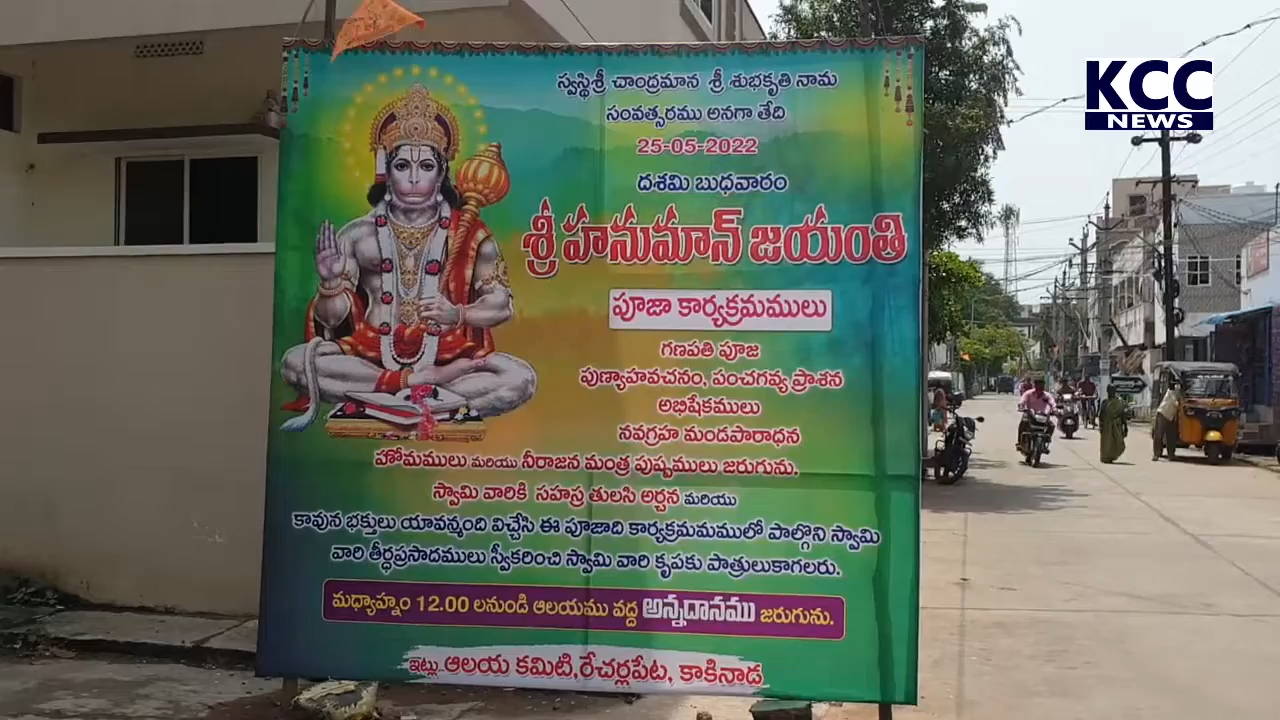 స్వస్థిశ్రీ చాంద్రమాన శ్రీ శుభకృతి నామ
సంవత్సరము అనగా తేది
25-05-2022
దశమి బుధవారం
శ్రీ హనుమాన్ జయంతి
పూజా కార్యక్రమములు
గణపతి పూజ
పుణ్యాహవచనం, పంచగవ్య ప్రాశన
అభిషేకములు
నవగ్రహ మండపారాధన
హోమములు మరియు నీరాజన మంత్ర పుష్పములు జరుగును.
స్వామి వారికి సహస్ర తులసి అర్చన మరియు
కావున భక్తులు యావన్మంది విచ్చేసి ఈ పూజాది కార్యక్రమమములో పాల్గొని స్వామి
వారి తీర్థప్రసాదములు స్వీకరించి స్వామి వారి కృపకు పాత్రులుకాగలరు.
మధ్యాహ్నం 12.00 లనుండి ఆలయము వద్ద అన్నదానము జరుగును.
ఇట్లు.. ఆలయ కమిటి, రేచర్లపేట, కాకినాడ
KCC
NEWS